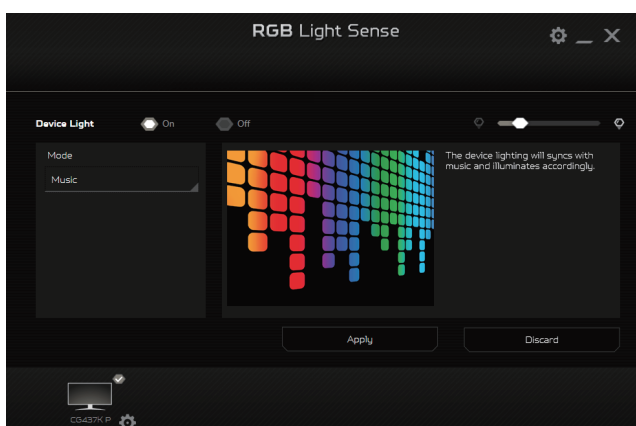 RGB Light Sense
Device Light On Off
Mode
Music
The device lighting will syncs with
music and illuminates accordingly.
Apply Discard
CG437K P